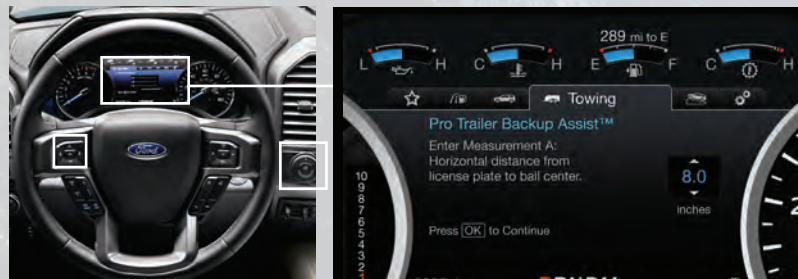 Ford
289 mi to E
L H C H E F C H
Towing
Pro Trailer Backup Assist™
Enter Measurement A:
Horizontal distance from
license plate to ball center.
8.0
inches
Press OK to Continue
10
9
8
7
6
5
4
3
2
1
2